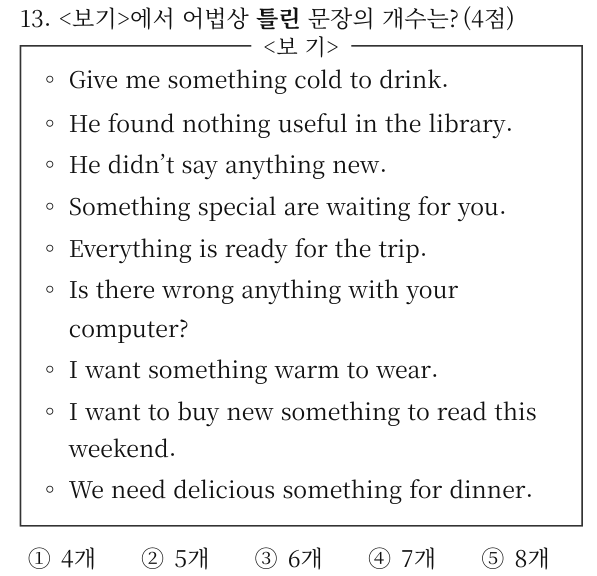 13. <보기>에서 어법상 틀린 문장의 개수는? (4점)
<보 기>
◦ Give me something cold to drink.
◦ He found nothing useful in the library.
◦ He didn't say anything new.
◦ Something special are waiting for you.
◦ Everything is ready for the trip.
◦ Is there wrong anything with your
computer?
◦ I want something warm to wear.
◦ I want to buy new something to read this
weekend.
◦ We need delicious something for dinner.
① 4개 ② 5개 ③ 6개 ④ 7개 ⑤ 8개